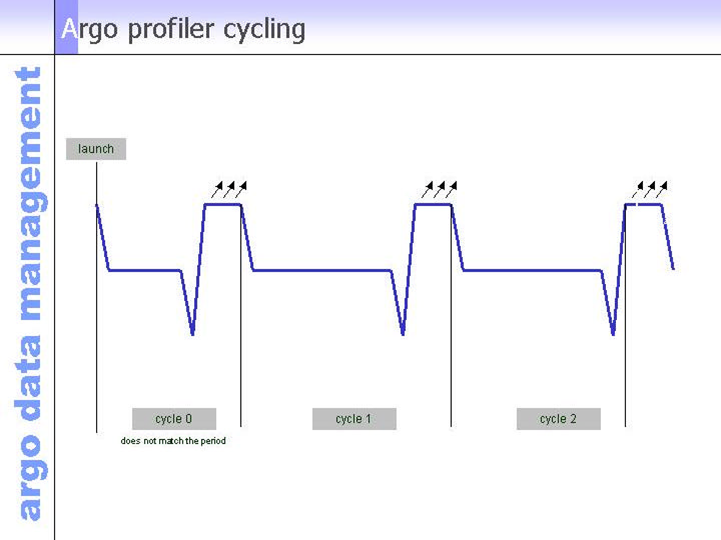 Argo profiler cycling
argo data management
launch
cycle 0
cycle 1
cycle 2
does not match the period